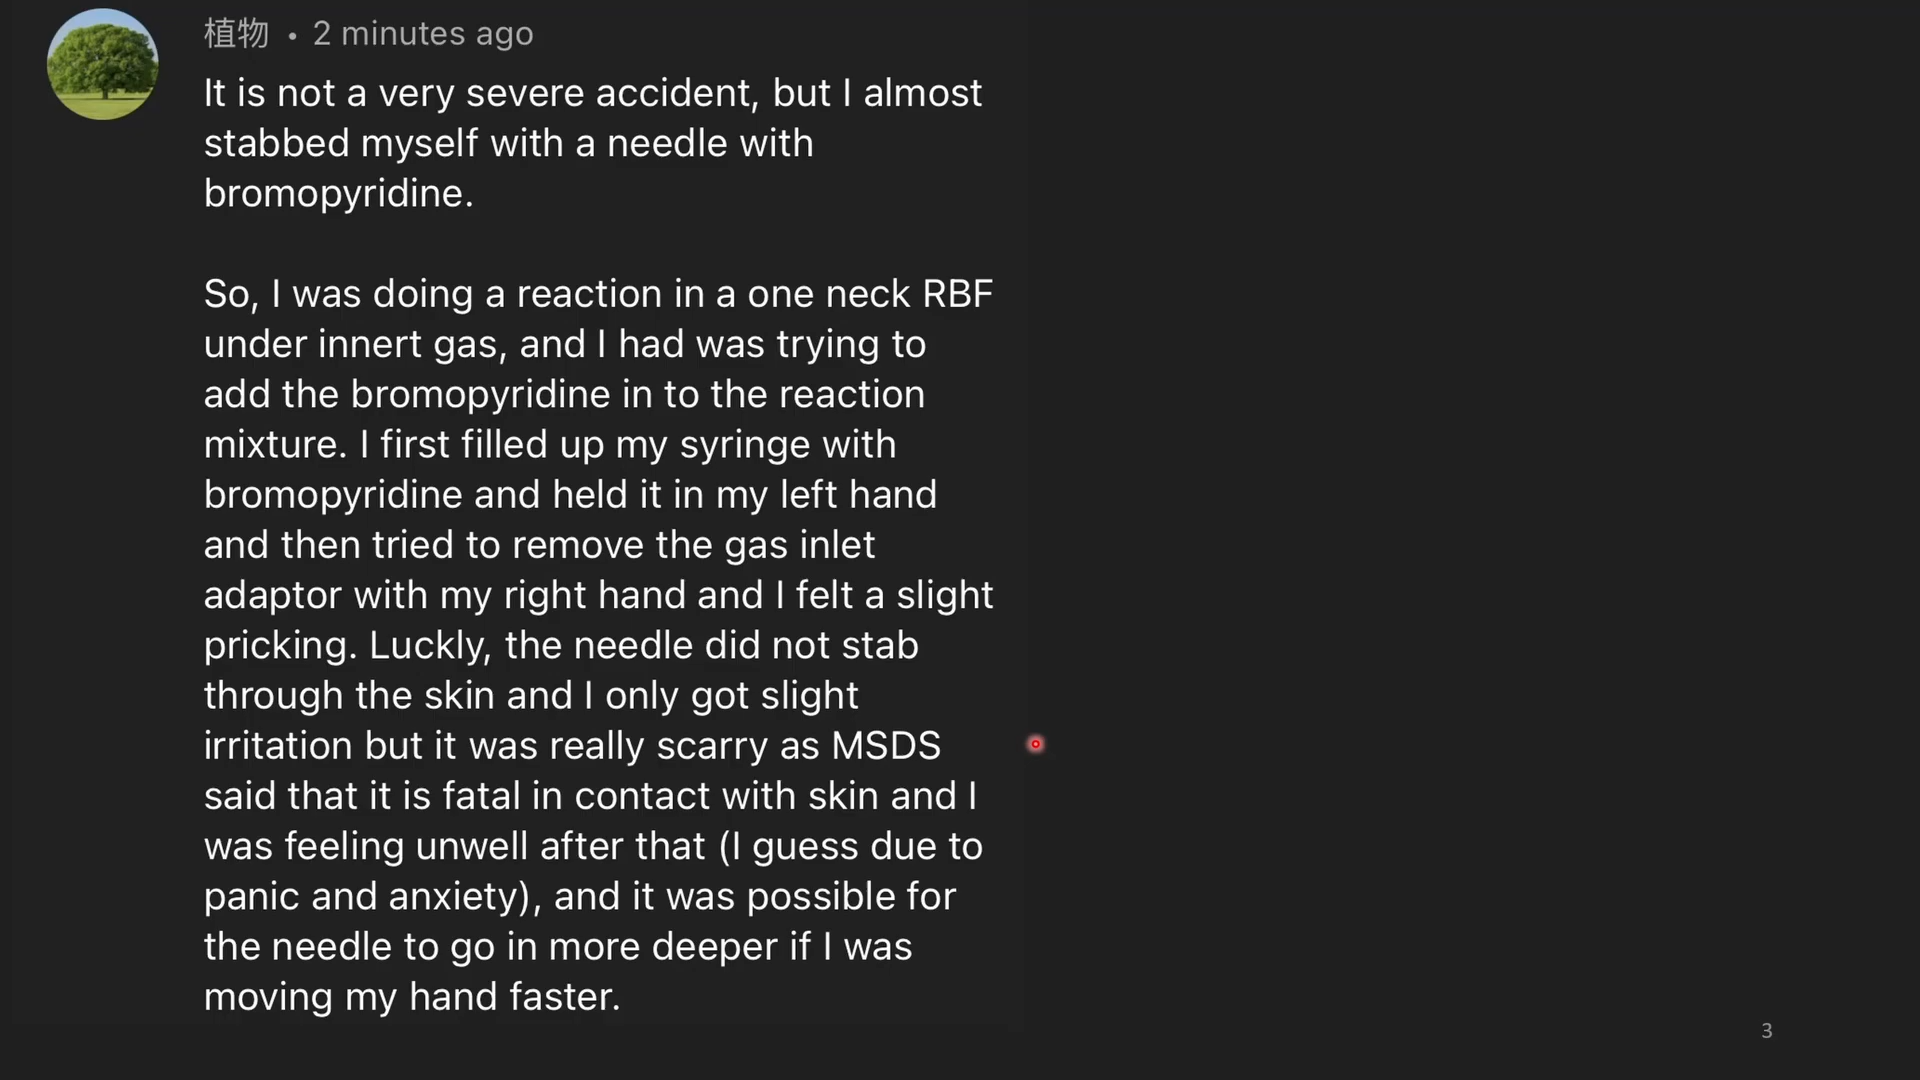 植物 • 2 minutes ago
It is not a very severe accident, but I almost
stabbed myself with a needle with
bromopyridine.
So, I was doing a reaction in a one neck RBF
under innert gas, and I had was trying to
add the bromopyridine in to the reaction
mixture. I first filled up my syringe with
bromopyridine and held it in my left hand
and then tried to remove the gas inlet
adaptor with my right hand and I felt a slight
pricking. Luckly, the needle did not stab
through the skin and I only got slight
irritation but it was really scarry as MSDS
said that it is fatal in contact with skin and I
was feeling unwell after that (I guess due to
panic and anxiety), and it was possible for
the needle to go in more deeper if I was
moving my hand faster.
3